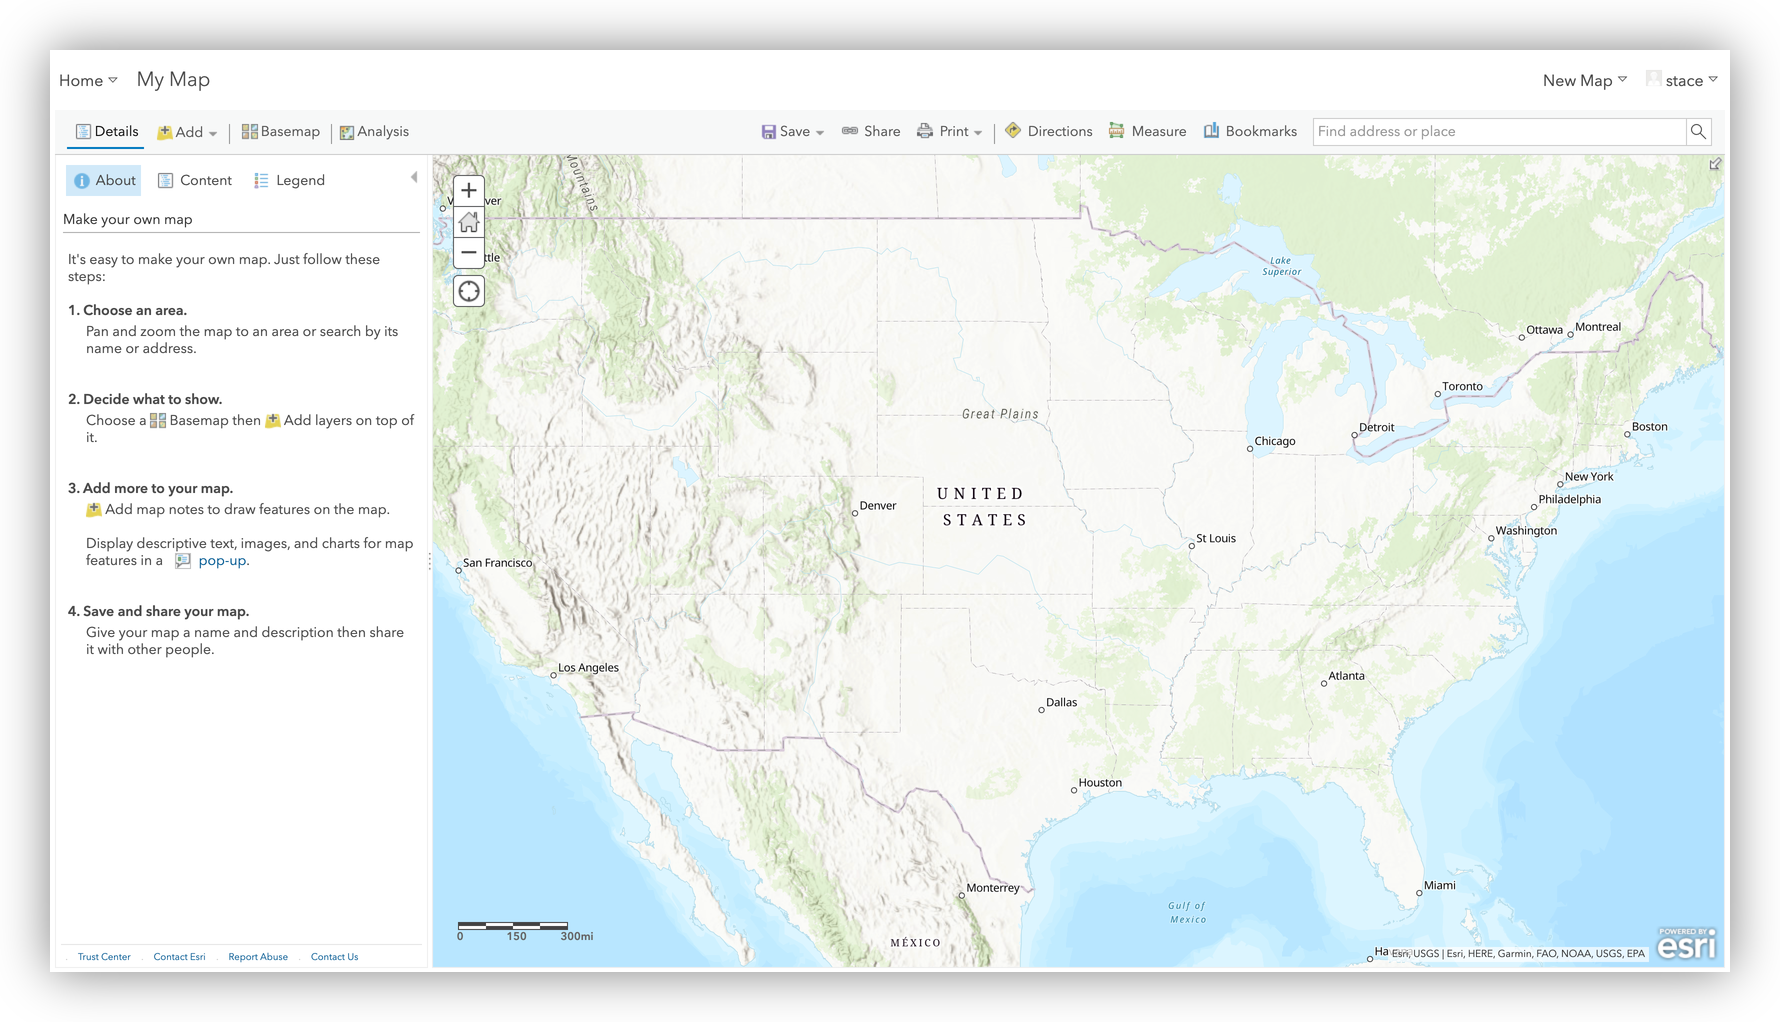 Home My Map New Map stace
Details Add Basemap Analysis Save Share Print Directions Measure Bookmarks Find address or place
About Content Legend
Make your own map
It's easy to make your own map. Just follow these
steps:
1. Choose an area.
Pan and zoom the map to an area or search by its
name or address.
2. Decide what to show.
Choose a Basemap then Add layers on top of
it.
3. Add more to your map.
Add map notes to draw features on the map.
Display descriptive text, images, and charts for map
features in a pop-up.
4. Save and share your map.
Give your map a name and description then share
it with other people.
Trust Center Contact Esri Report Abuse Contact Us
Mountains
Lake
Superior
Ottawa
Montreal
Toronto
Great Plains
Detroit
Boston
Chicago
New York
UNITED
STATES
Philadelphia
Denver
Washington
St Louis
San Francisco
Los Angeles
Atlanta
Dallas
Houston
Monterrey
Miami
Gulf of
Mexico
MÉXICO
0 150 300mi
Esri, USGS | Esri, HERE, Garmin, FAO, NOAA, USGS, EPA
POWERED BY
esri